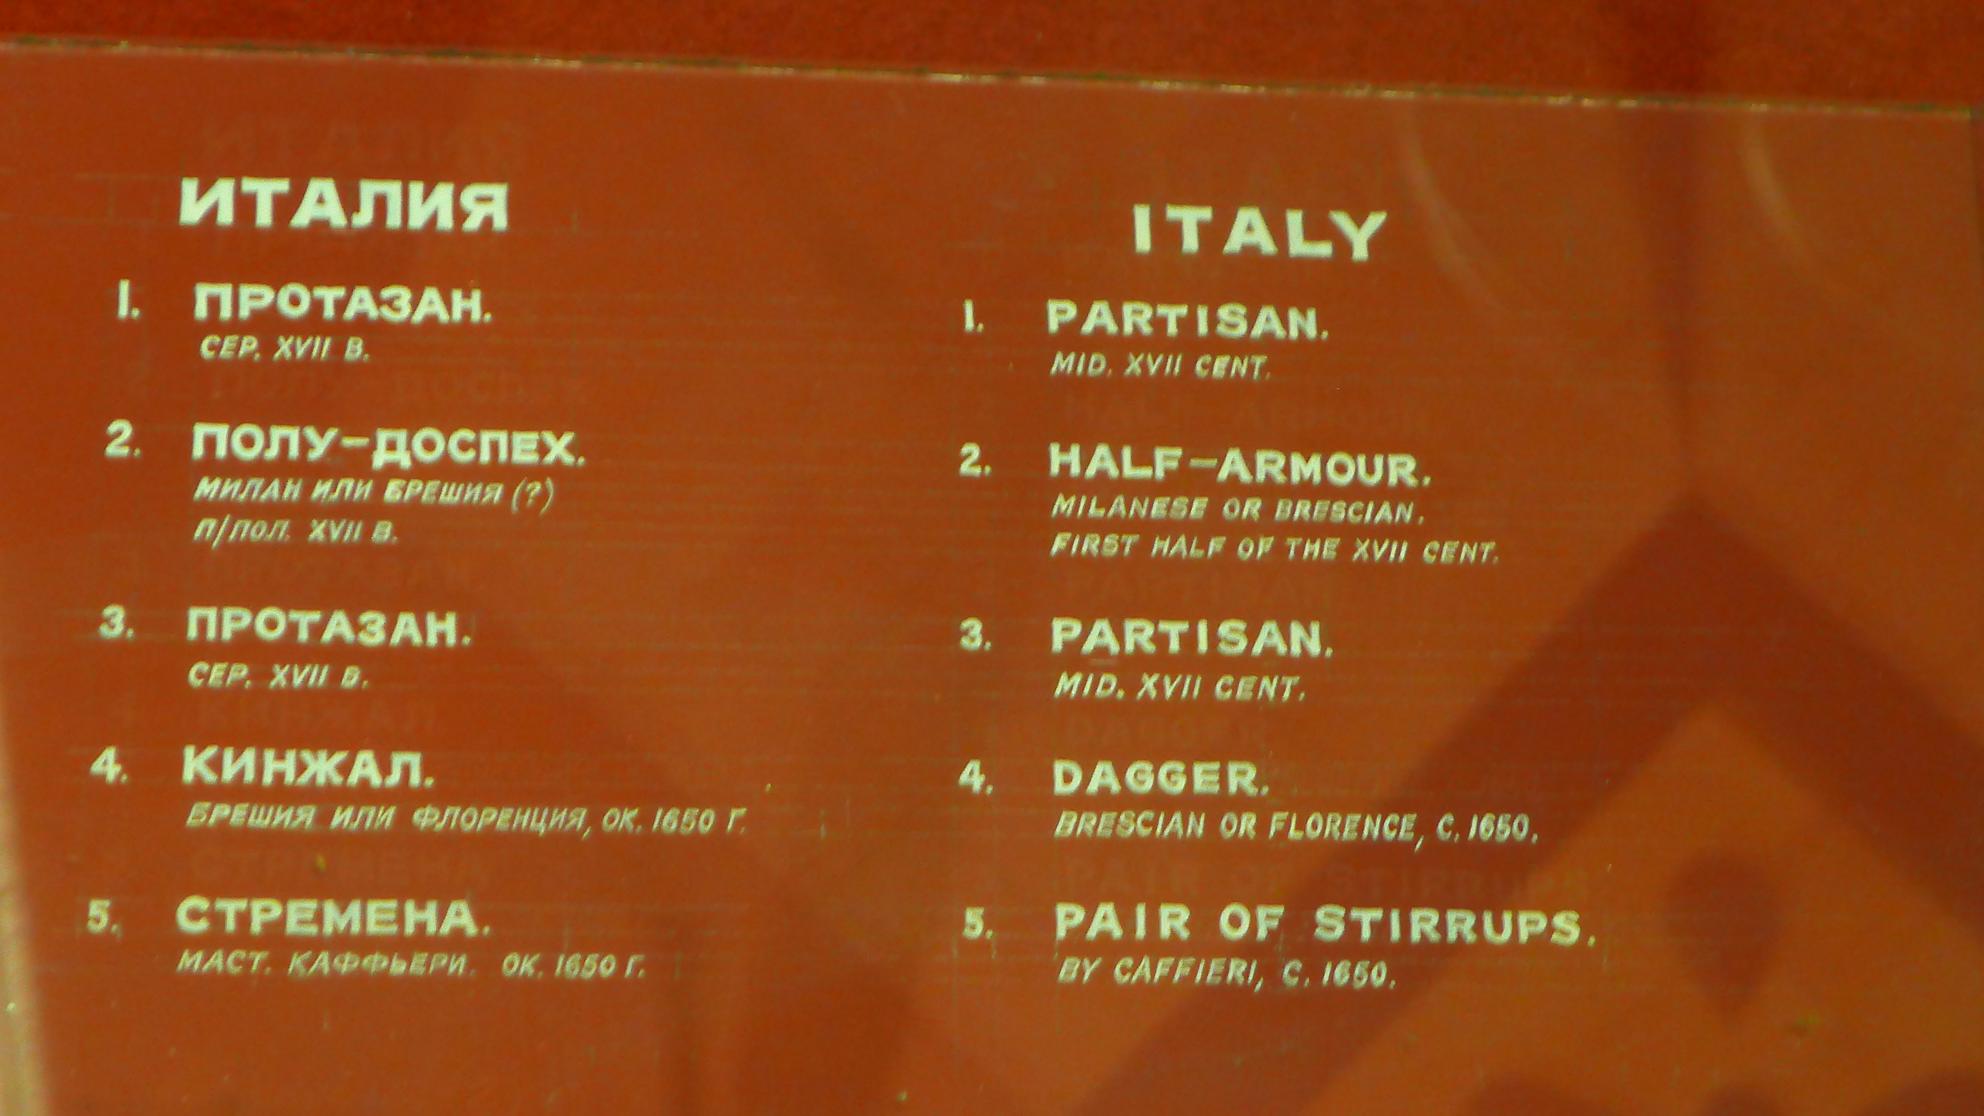 ИТАЛИЯ
1. ПРОТАЗАН.
СЕР. XVII В.
2. ПОЛУ-ДОСПЕХ.
МИЛАН ИЛИ БРЕШИЯ (?)
П/ПОЛ. XVII В.
3. ПРОТАЗАН.
СЕР. XVII В.
4. КИНЖАЛ.
БРЕШИЯ ИЛИ ФЛОРЕНЦИЯ, ОК. 1650 Г.
5. СТРЕМЕНА.
МАСТ. КАФФЬЕРИ. ОК. 1650 Г.
ITALY
1. PARTISAN.
MID. XVII CENT.
2. HALF-ARMOUR.
MILANESE OR BRESCIAN.
FIRST HALF OF THE XVII CENT.
3. PARTISAN.
MID. XVII CENT.
4. DAGGER.
BRESCIAN OR FLORENCE, C. 1650.
5. PAIR OF STIRRUPS.
BY CAFFIERI, C. 1650.